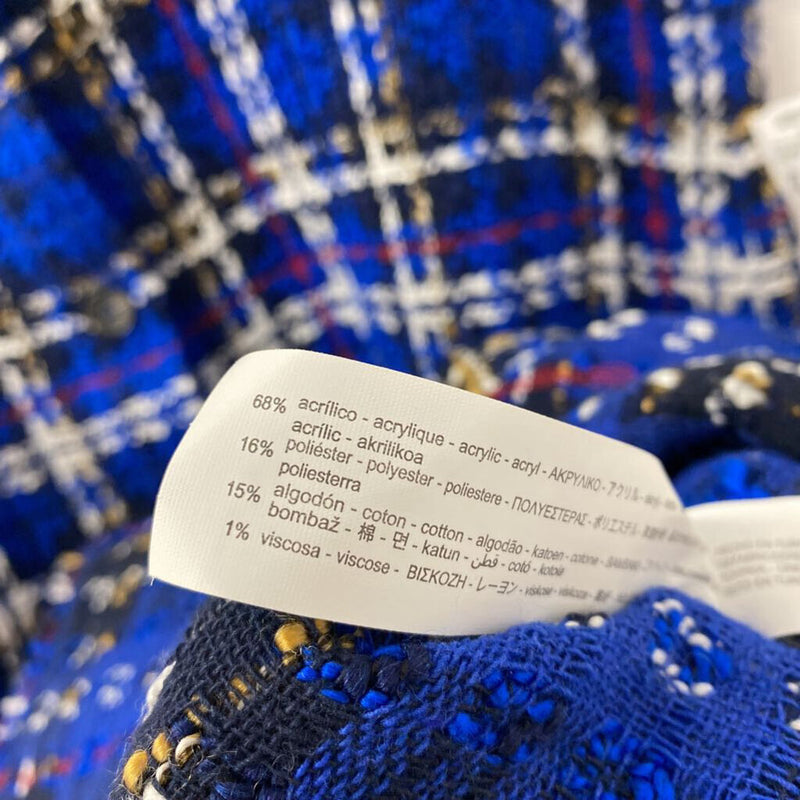 68% acrílico - acrylique - acrylic - acryl - ΑΚΡΥΛΙΚΟ - アクリル -
acrílic - akrilikoa
16% poliéster - polyester - poliestere - ΠΟΛΥΕΣΤΕΡΑΣ - ポリエステル -
poliesterra
15% algodón - coton - cotton - algodão - katoen - cotone -
bombaž - 棉 - 면 - katun - قطن - cotó - kotoia
1% viscosa - viscose - ΒΙΣΚΟΖΗ - レーヨン - viskose - viscoza -